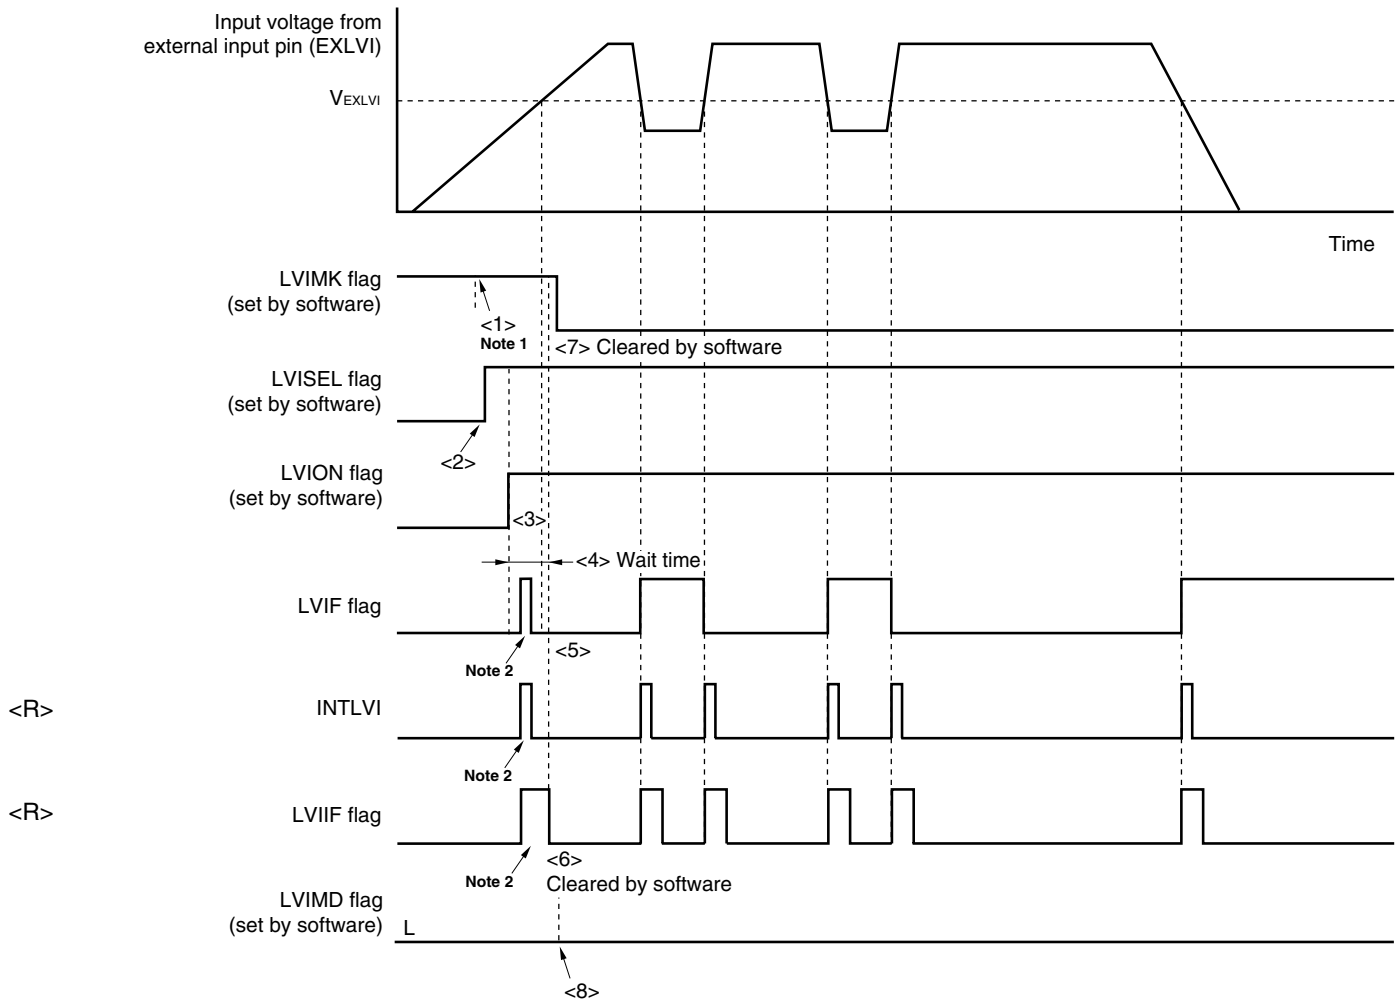 Input voltage from
external input pin (EXLVI)
VEXLVI
Time
LVIMK flag
(set by software)
<1>
Note 1
<7> Cleared by software
LVISEL flag
(set by software)
<2>
LVION flag
(set by software)
<3>
<4> Wait time
LVIF flag
Note 2
<5>
<R>
INTLVI
Note 2
<R>
LVIIF flag
Note 2
<6>
Cleared by software
LVIMD flag
(set by software)
L
<8>